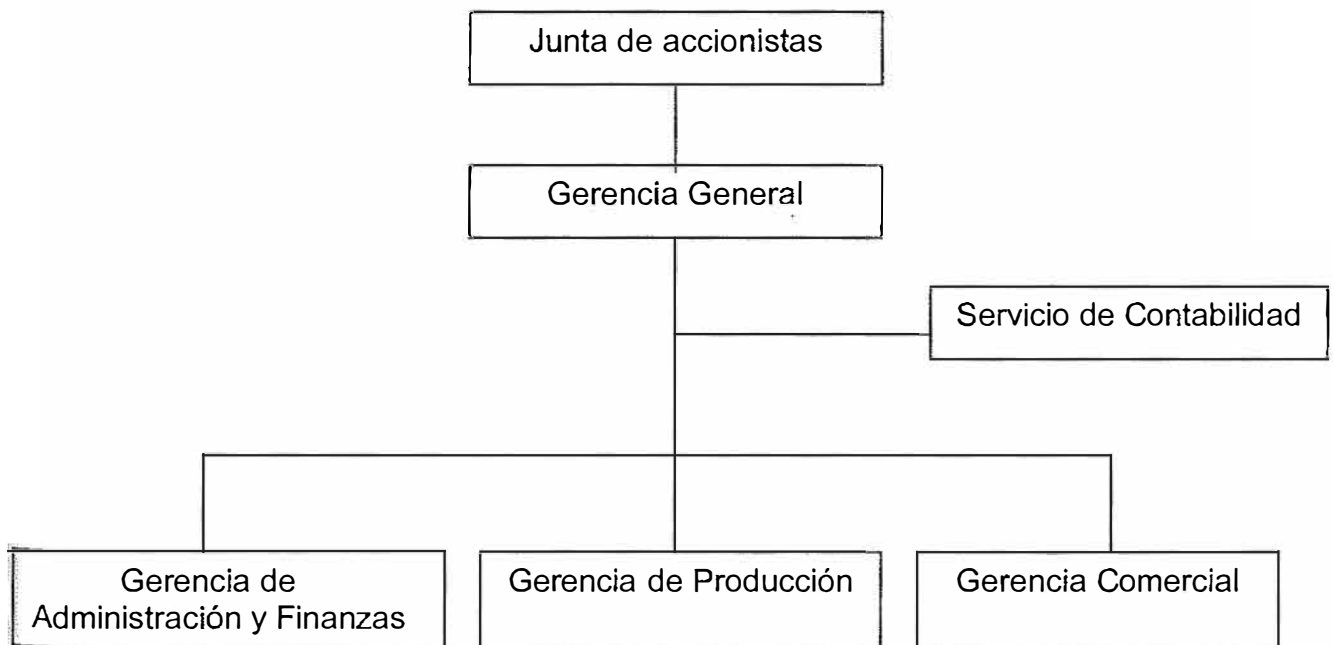 Junta de accionistas
Gerencia General
Servicio de Contabilidad
Gerencia de
Administración y Finanzas
Gerencia de Producción
Gerencia Comercial